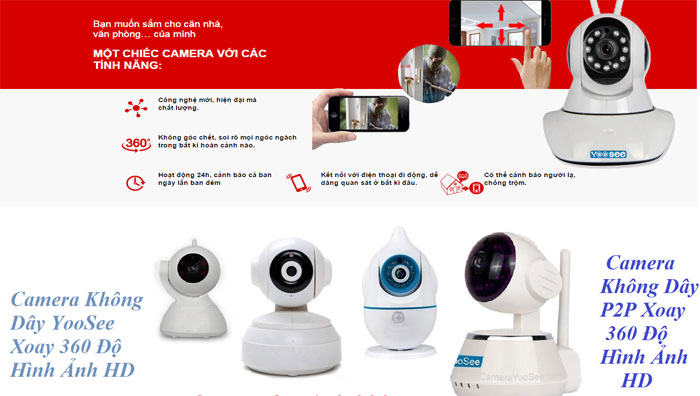 Bạn muốn sắm cho căn nhà,
văn phòng... của mình
MỘT CHIẾC CAMERA VỚI CÁC
TÍNH NĂNG:
YooSee
Công nghệ mới, hiện đại mà
chất lượng.
360°
Không góc chết, soi rõ mọi ngóc ngách
trong bất kì hoàn cảnh nào.
Hoạt động 24h, cảnh báo cả ban
ngày lẫn ban đêm
Kết nối với điện thoại di động, dễ
dàng quan sát ở bất kì đâu.
SOS
Có thể cảnh báo người lạ,
chống trộm.
Camera Không
Dây YooSee
Xoay 360 Độ
Hình Ảnh HD
Camera
Không Dây
P2P Xoay
360 Độ
Hình Ảnh
HD
YooSee
CameraYooSee